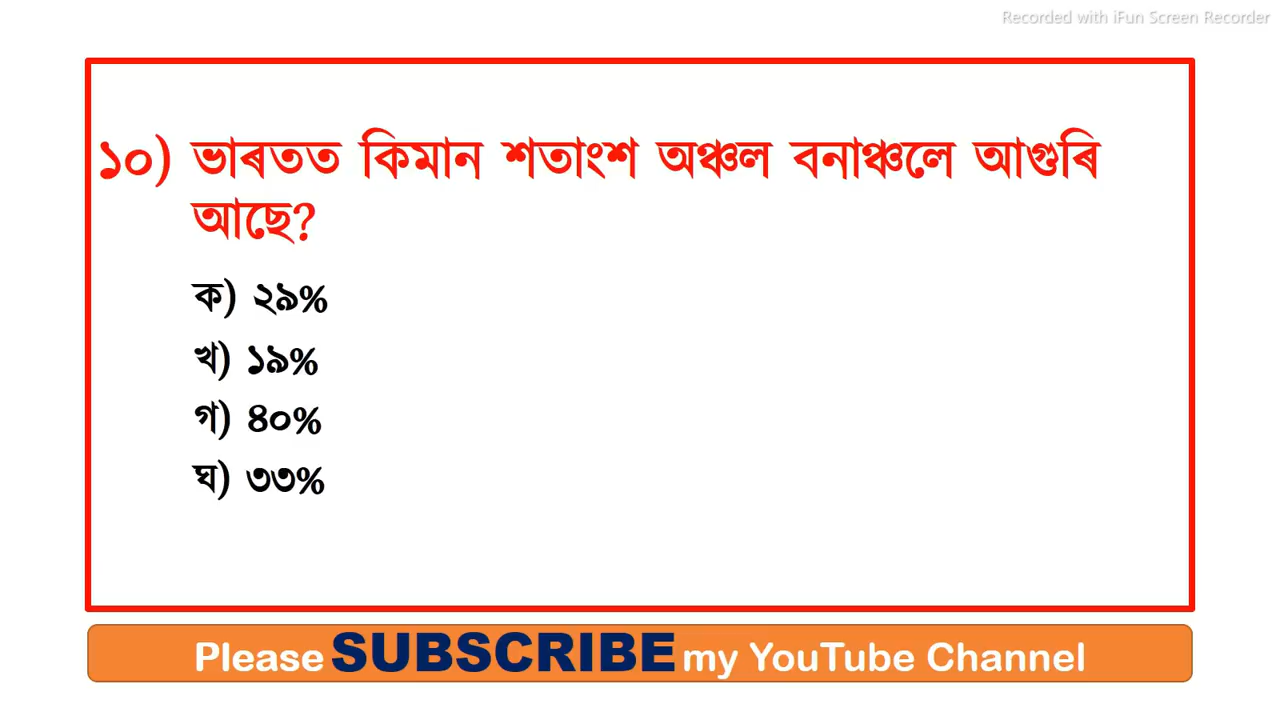 Recorded with iFun Screen Recorder
১০) ভাৰতত কিমান শতাংশ অঞ্চল বনাঞ্চলে আগুৰি
আছে?
ক) ২৯%
খ) ১৯%
গ) ৪০%
ঘ) ৩৩%
Please SUBSCRIBE my YouTube Channel